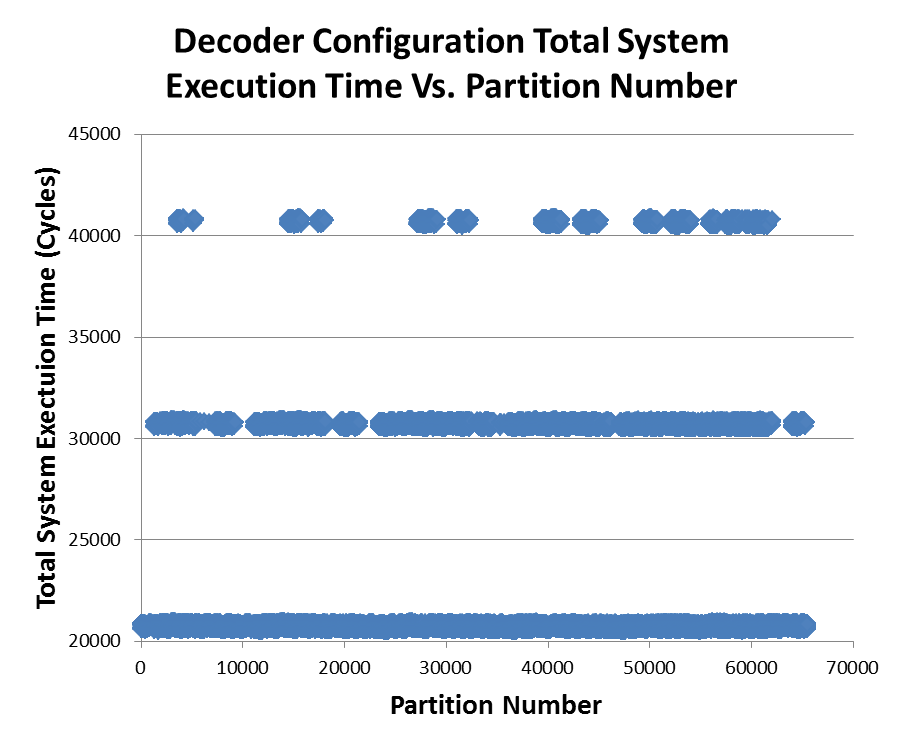 Decoder Configuration Total System
Execution Time Vs. Partition Number
Total System Exectuion Time (Cycles)
45000
40000
35000
30000
25000
20000
0 10000 20000 30000 40000 50000 60000 70000
Partition Number